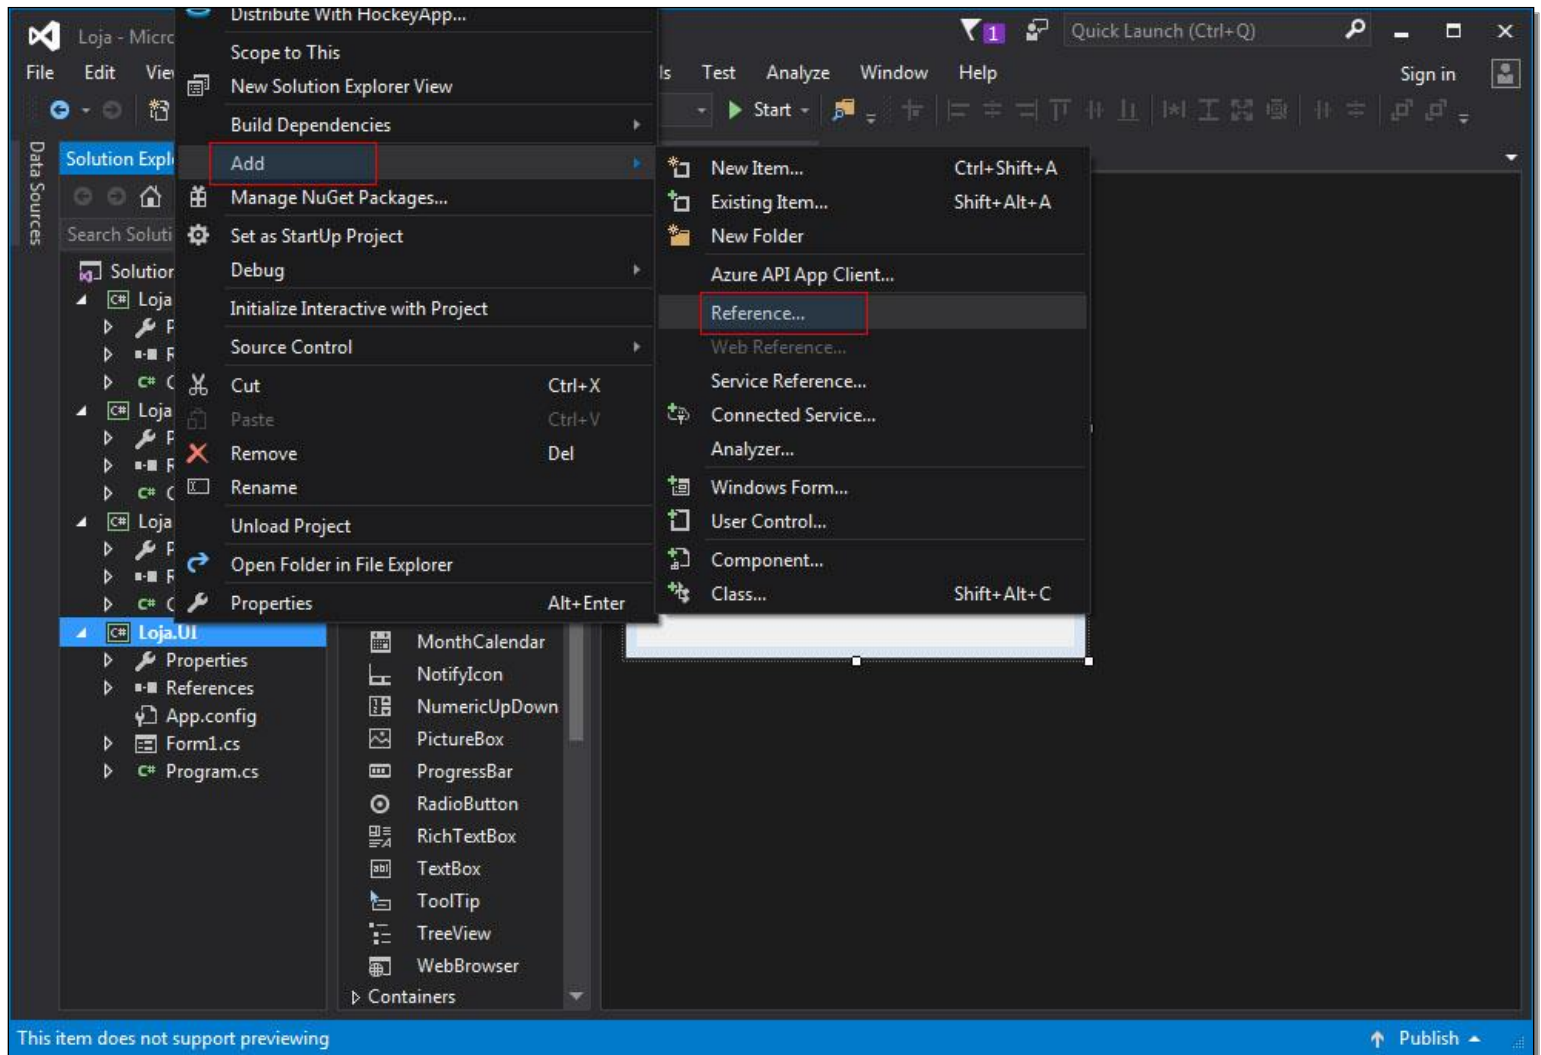 Distribute With HockeyApp...
Loja - Micro
1
Quick Launch (Ctrl+Q)
Scope to This
File Edit Test Analyze Window Help Sign in
New Solution Explorer View
Start
Build Dependencies
Data Sources
Solution Expl
Add
New Item... Ctrl+Shift+A
Manage NuGet Packages...
Existing Item... Shift+Alt+A
Search Soluti
Set as StartUp Project
New Folder
Solution
Debug
Azure API App Client...
Loja
Initialize Interactive with Project
Reference...
Source Control
Web Reference...
Cut Ctrl+X
Service Reference...
Loja
Paste Ctrl+V
Connected Service...
Remove Del
Analyzer...
Rename
Windows Form...
Loja
Unload Project
User Control...
Open Folder in File Explorer
Component...
Properties Alt+Enter
Class... Shift+Alt+C
Loja.UI
MonthCalendar
Properties
NotifyIcon
References
NumericUpDown
App.config
PictureBox
Form1.cs
ProgressBar
Program.cs
RadioButton
RichTextBox
TextBox
ToolTip
TreeView
WebBrowser
Containers
This item does not support previewing
Publish